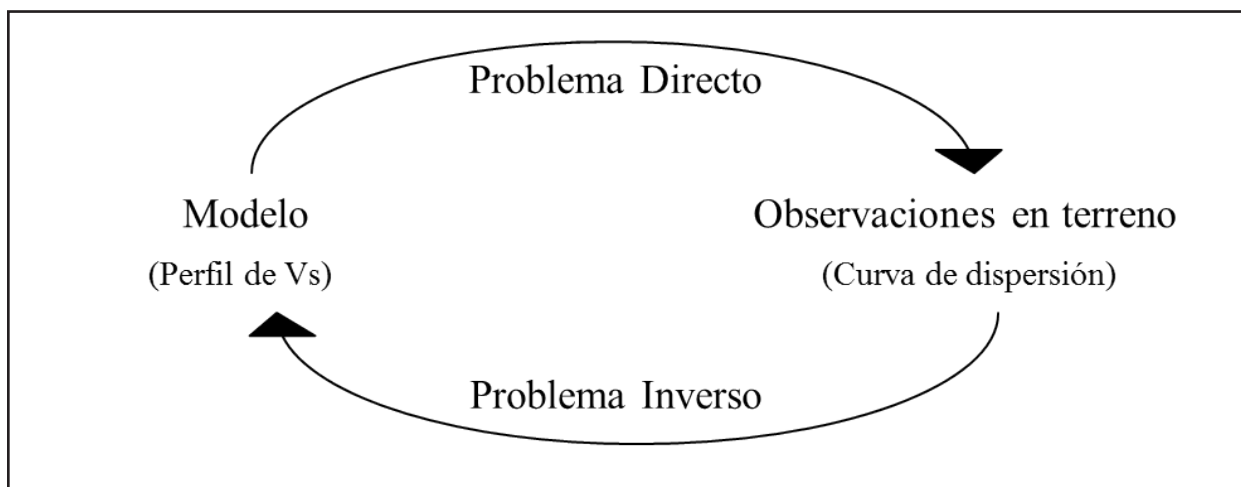 Problema Directo
Modelo
(Perfil de Vs)
Observaciones en terreno
(Curva de dispersión)
Problema Inverso